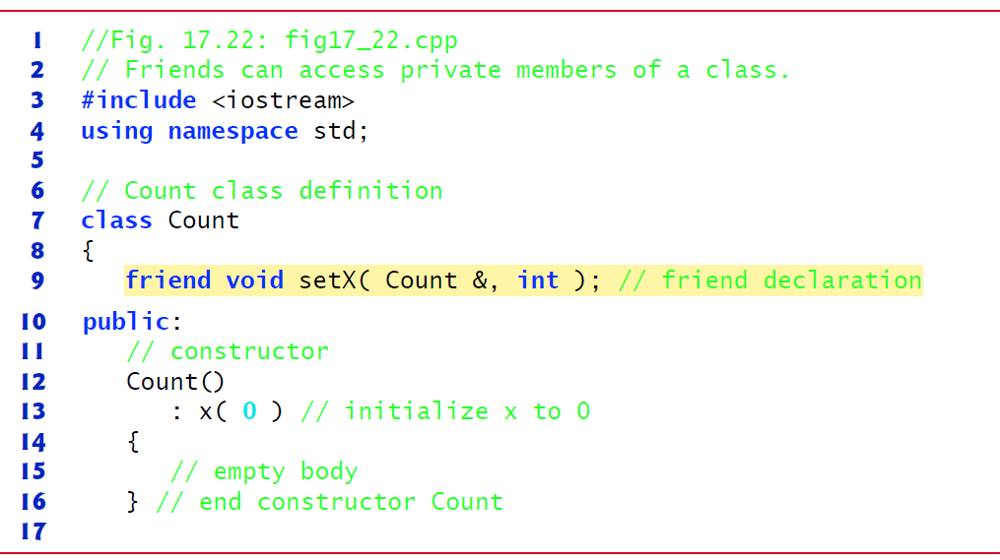 1 //Fig. 17.22: fig17_22.cpp
2 // Friends can access private members of a class.
3 #include <iostream>
4 using namespace std;
5
6 // Count class definition
7 class Count
8 {
9 friend void setX( Count &, int ); // friend declaration
10 public:
11 // constructor
12 Count()
13 : x( 0 ) // initialize x to 0
14 {
15 // empty body
16 } // end constructor Count
17